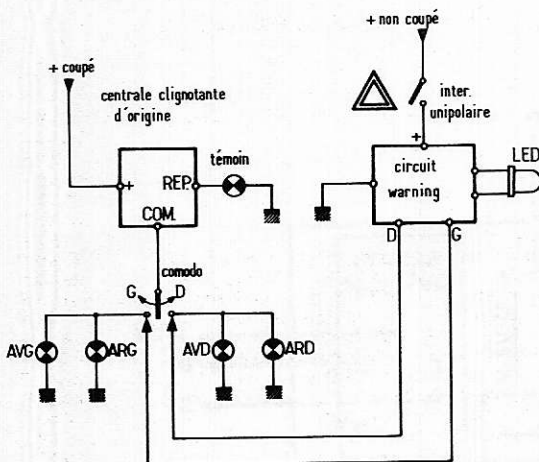 + non coupé
+ coupé
centrale clignotante
d'origine
inter.
unipolaire
témoin
+
REP.
COM.
+
circuit
warning
LED
D
G
comodo
G
D
AVG
ARG
AVD
ARD